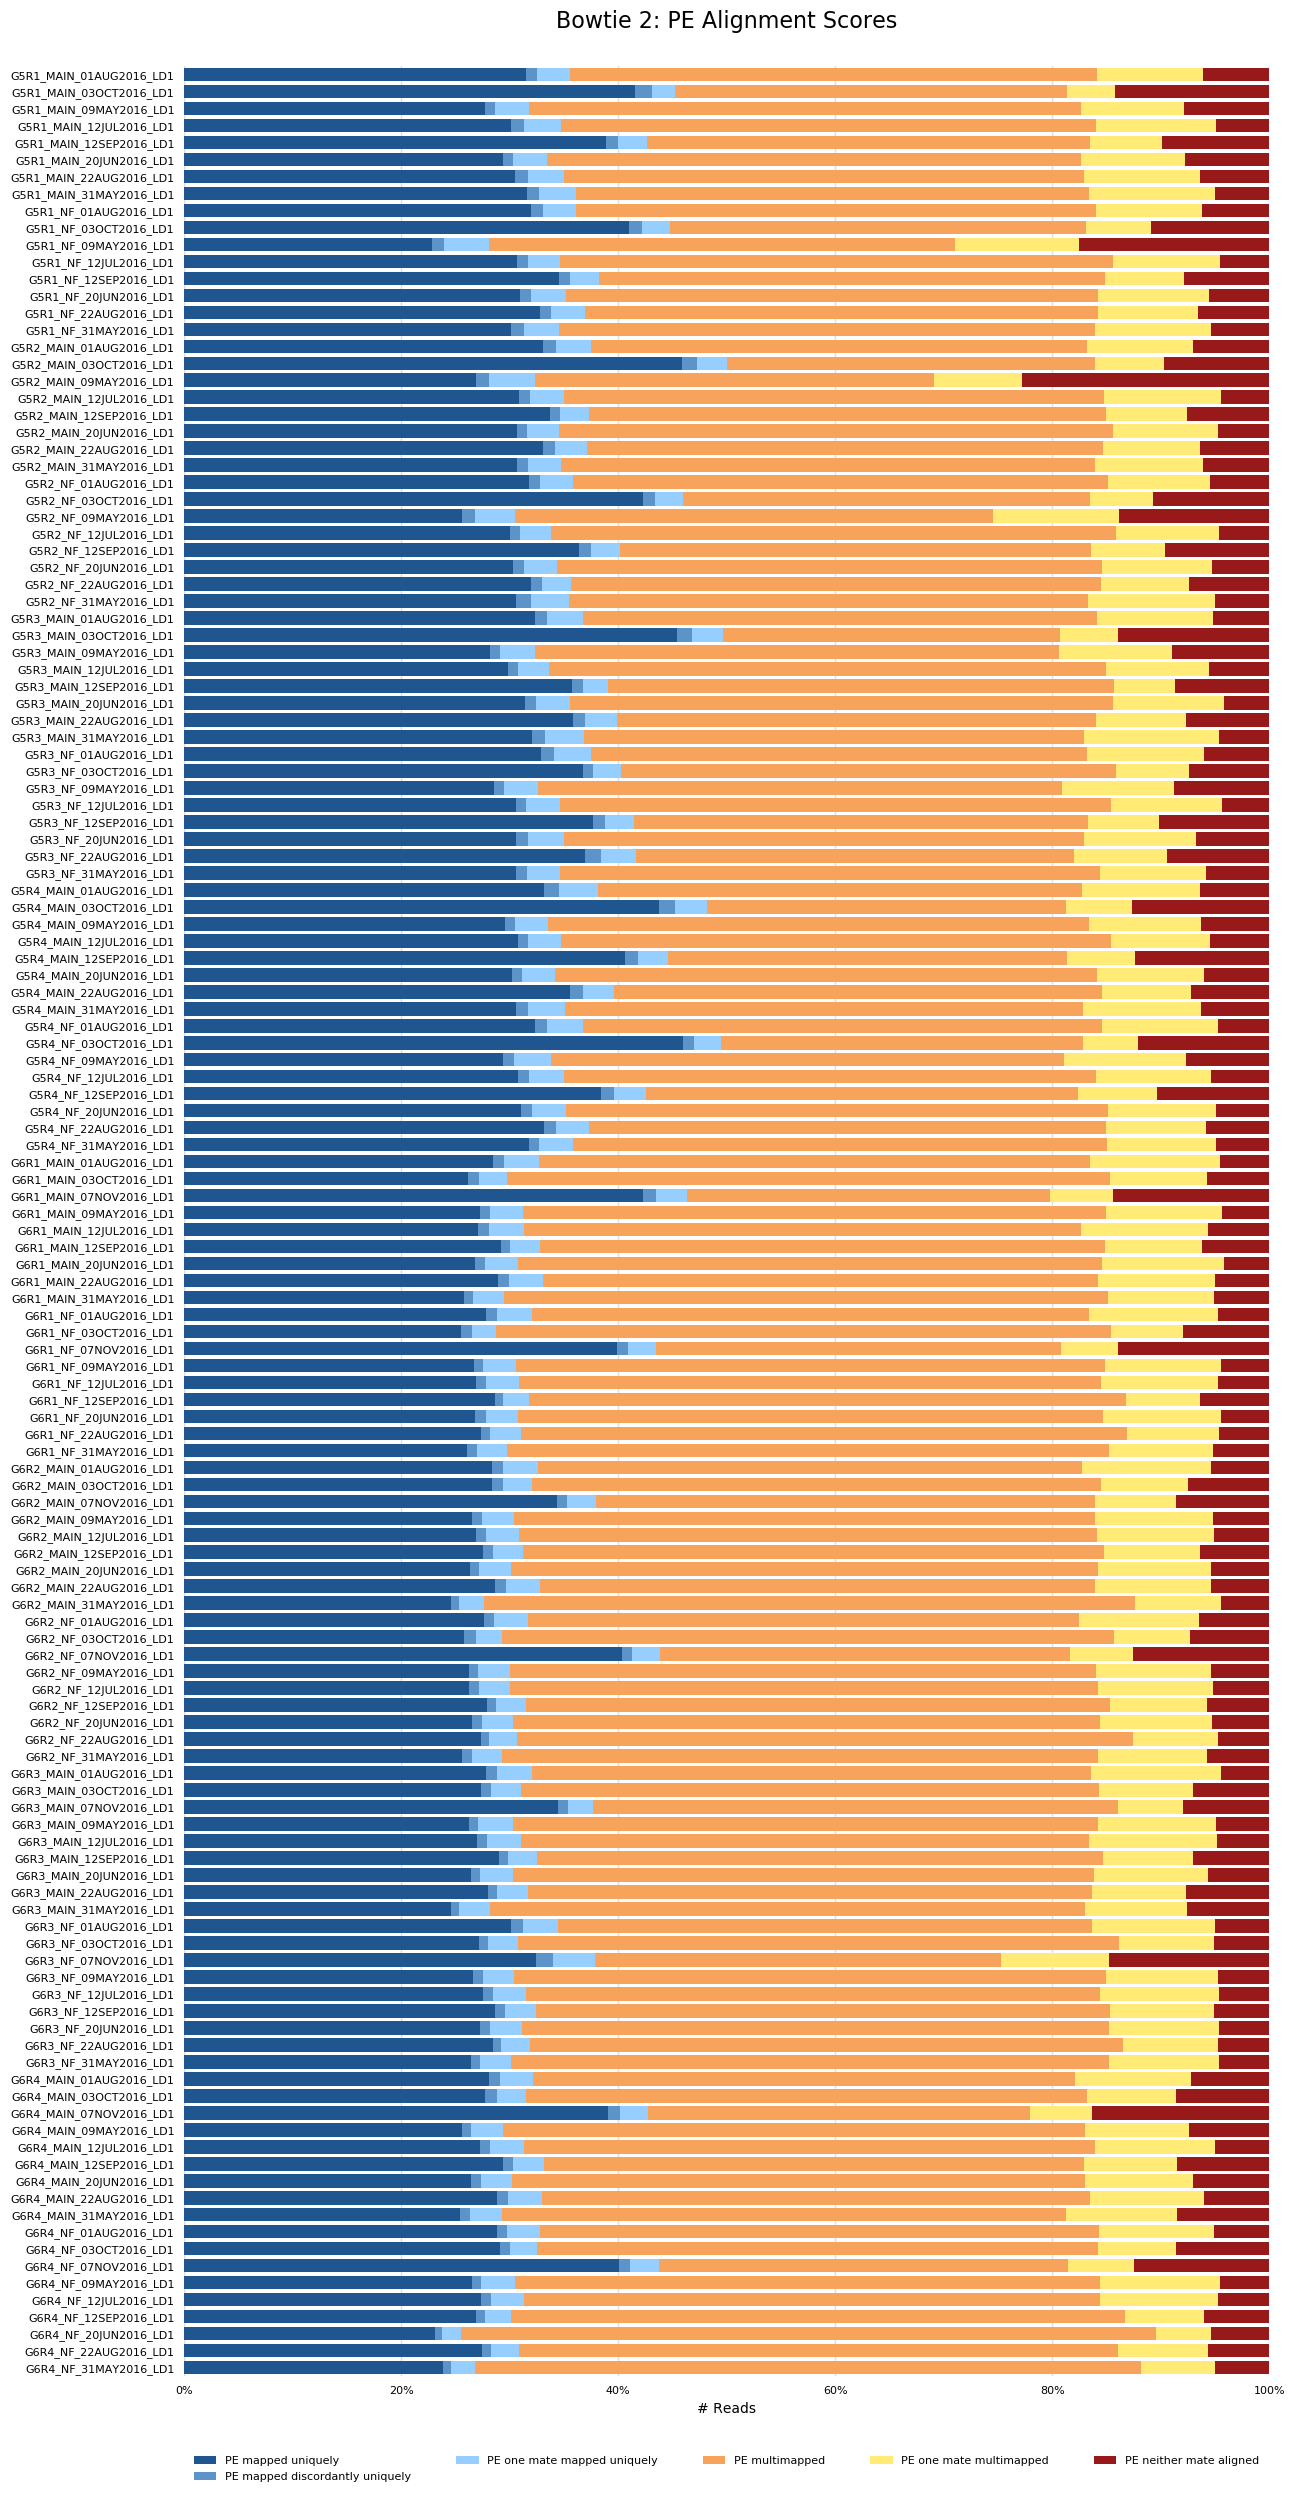 Bowtie 2: PE Alignment Scores
G5R1_MAIN_01AUG2016_LD1
G5R1_MAIN_03OCT2016_LD1
G5R1_MAIN_09MAY2016_LD1
G5R1_MAIN_12JUL2016_LD1
G5R1_MAIN_12SEP2016_LD1
G5R1_MAIN_20JUN2016_LD1
G5R1_MAIN_22AUG2016_LD1
G5R1_MAIN_31MAY2016_LD1
G5R1_NF_01AUG2016_LD1
G5R1_NF_03OCT2016_LD1
G5R1_NF_09MAY2016_LD1
G5R1_NF_12JUL2016_LD1
G5R1_NF_12SEP2016_LD1
G5R1_NF_20JUN2016_LD1
G5R1_NF_22AUG2016_LD1
G5R1_NF_31MAY2016_LD1
G5R2_MAIN_01AUG2016_LD1
G5R2_MAIN_03OCT2016_LD1
G5R2_MAIN_09MAY2016_LD1
G5R2_MAIN_12JUL2016_LD1
G5R2_MAIN_12SEP2016_LD1
G5R2_MAIN_20JUN2016_LD1
G5R2_MAIN_22AUG2016_LD1
G5R2_MAIN_31MAY2016_LD1
G5R2_NF_01AUG2016_LD1
G5R2_NF_03OCT2016_LD1
G5R2_NF_09MAY2016_LD1
G5R2_NF_12JUL2016_LD1
G5R2_NF_12SEP2016_LD1
G5R2_NF_20JUN2016_LD1
G5R2_NF_22AUG2016_LD1
G5R2_NF_31MAY2016_LD1
G5R3_MAIN_01AUG2016_LD1
G5R3_MAIN_03OCT2016_LD1
G5R3_MAIN_09MAY2016_LD1
G5R3_MAIN_12JUL2016_LD1
G5R3_MAIN_12SEP2016_LD1
G5R3_MAIN_20JUN2016_LD1
G5R3_MAIN_22AUG2016_LD1
G5R3_MAIN_31MAY2016_LD1
G5R3_NF_01AUG2016_LD1
G5R3_NF_03OCT2016_LD1
G5R3_NF_09MAY2016_LD1
G5R3_NF_12JUL2016_LD1
G5R3_NF_12SEP2016_LD1
G5R3_NF_20JUN2016_LD1
G5R3_NF_22AUG2016_LD1
G5R3_NF_31MAY2016_LD1
G5R4_MAIN_01AUG2016_LD1
G5R4_MAIN_03OCT2016_LD1
G5R4_MAIN_09MAY2016_LD1
G5R4_MAIN_12JUL2016_LD1
G5R4_MAIN_12SEP2016_LD1
G5R4_MAIN_20JUN2016_LD1
G5R4_MAIN_22AUG2016_LD1
G5R4_MAIN_31MAY2016_LD1
G5R4_NF_01AUG2016_LD1
G5R4_NF_03OCT2016_LD1
G5R4_NF_09MAY2016_LD1
G5R4_NF_12JUL2016_LD1
G5R4_NF_12SEP2016_LD1
G5R4_NF_20JUN2016_LD1
G5R4_NF_22AUG2016_LD1
G5R4_NF_31MAY2016_LD1
G6R1_MAIN_01AUG2016_LD1
G6R1_MAIN_03OCT2016_LD1
G6R1_MAIN_07NOV2016_LD1
G6R1_MAIN_09MAY2016_LD1
G6R1_MAIN_12JUL2016_LD1
G6R1_MAIN_12SEP2016_LD1
G6R1_MAIN_20JUN2016_LD1
G6R1_MAIN_22AUG2016_LD1
G6R1_MAIN_31MAY2016_LD1
G6R1_NF_01AUG2016_LD1
G6R1_NF_03OCT2016_LD1
G6R1_NF_07NOV2016_LD1
G6R1_NF_09MAY2016_LD1
G6R1_NF_12JUL2016_LD1
G6R1_NF_12SEP2016_LD1
G6R1_NF_20JUN2016_LD1
G6R1_NF_22AUG2016_LD1
G6R1_NF_31MAY2016_LD1
G6R2_MAIN_01AUG2016_LD1
G6R2_MAIN_03OCT2016_LD1
G6R2_MAIN_07NOV2016_LD1
G6R2_MAIN_09MAY2016_LD1
G6R2_MAIN_12JUL2016_LD1
G6R2_MAIN_12SEP2016_LD1
G6R2_MAIN_20JUN2016_LD1
G6R2_MAIN_22AUG2016_LD1
G6R2_MAIN_31MAY2016_LD1
G6R2_NF_01AUG2016_LD1
G6R2_NF_03OCT2016_LD1
G6R2_NF_07NOV2016_LD1
G6R2_NF_09MAY2016_LD1
G6R2_NF_12JUL2016_LD1
G6R2_NF_12SEP2016_LD1
G6R2_NF_20JUN2016_LD1
G6R2_NF_22AUG2016_LD1
G6R2_NF_31MAY2016_LD1
G6R3_MAIN_01AUG2016_LD1
G6R3_MAIN_03OCT2016_LD1
G6R3_MAIN_07NOV2016_LD1
G6R3_MAIN_09MAY2016_LD1
G6R3_MAIN_12JUL2016_LD1
G6R3_MAIN_12SEP2016_LD1
G6R3_MAIN_20JUN2016_LD1
G6R3_MAIN_22AUG2016_LD1
G6R3_MAIN_31MAY2016_LD1
G6R3_NF_01AUG2016_LD1
G6R3_NF_03OCT2016_LD1
G6R3_NF_07NOV2016_LD1
G6R3_NF_09MAY2016_LD1
G6R3_NF_12JUL2016_LD1
G6R3_NF_12SEP2016_LD1
G6R3_NF_20JUN2016_LD1
G6R3_NF_22AUG2016_LD1
G6R3_NF_31MAY2016_LD1
G6R4_MAIN_01AUG2016_LD1
G6R4_MAIN_03OCT2016_LD1
G6R4_MAIN_07NOV2016_LD1
G6R4_MAIN_09MAY2016_LD1
G6R4_MAIN_12JUL2016_LD1
G6R4_MAIN_12SEP2016_LD1
G6R4_MAIN_20JUN2016_LD1
G6R4_MAIN_22AUG2016_LD1
G6R4_MAIN_31MAY2016_LD1
G6R4_NF_01AUG2016_LD1
G6R4_NF_03OCT2016_LD1
G6R4_NF_07NOV2016_LD1
G6R4_NF_09MAY2016_LD1
G6R4_NF_12JUL2016_LD1
G6R4_NF_12SEP2016_LD1
G6R4_NF_20JUN2016_LD1
G6R4_NF_22AUG2016_LD1
G6R4_NF_31MAY2016_LD1
0% 20% 40% 60% 80% 100%
# Reads
PE mapped uniquely PE one mate mapped uniquely PE multimapped PE one mate multimapped PE neither mate aligned
PE mapped discordantly uniquely